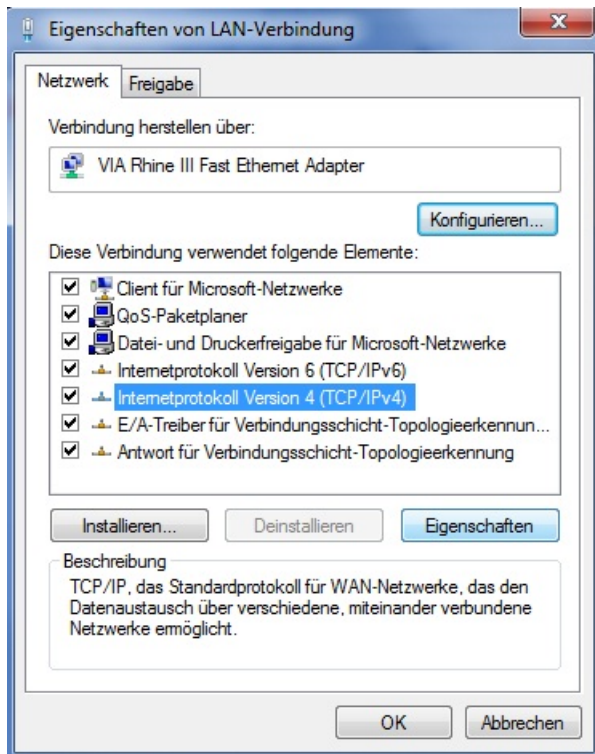 Eigenschaften von LAN-Verbindung
Netzwerk
Freigabe
Verbindung herstellen über:
VIA Rhine III Fast Ethernet Adapter
Konfigurieren...
Diese Verbindung verwendet folgende Elemente:
Client für Microsoft-Netzwerke
QoS-Paketplaner
Datei- und Druckerfreigabe für Microsoft-Netzwerke
Internetprotokoll Version 6 (TCP/IPv6)
Internetprotokoll Version 4 (TCP/IPv4)
E/A-Treiber für Verbindungsschicht-Topologieerkennun...
Antwort für Verbindungsschicht-Topologieerkennung
Installieren...
Deinstallieren
Eigenschaften
Beschreibung
TCP/IP, das Standardprotokoll für WAN-Netzwerke, das den
Datenaustausch über verschiedene, miteinander verbundene
Netzwerke ermöglicht.
OK
Abbrechen